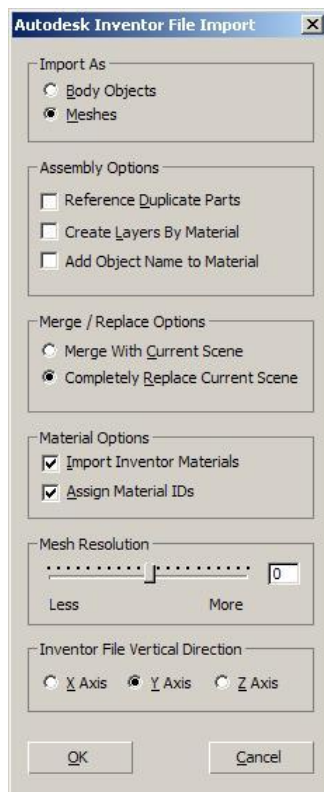 Autodesk Inventor File Import
Import As
Body Objects
Meshes
Assembly Options
Reference Duplicate Parts
Create Layers By Material
Add Object Name to Material
Merge / Replace Options
Merge With Current Scene
Completely Replace Current Scene
Material Options
Import Inventor Materials
Assign Material IDs
Mesh Resolution
0
Less More
Inventor File Vertical Direction
X Axis Y Axis Z Axis
OK Cancel